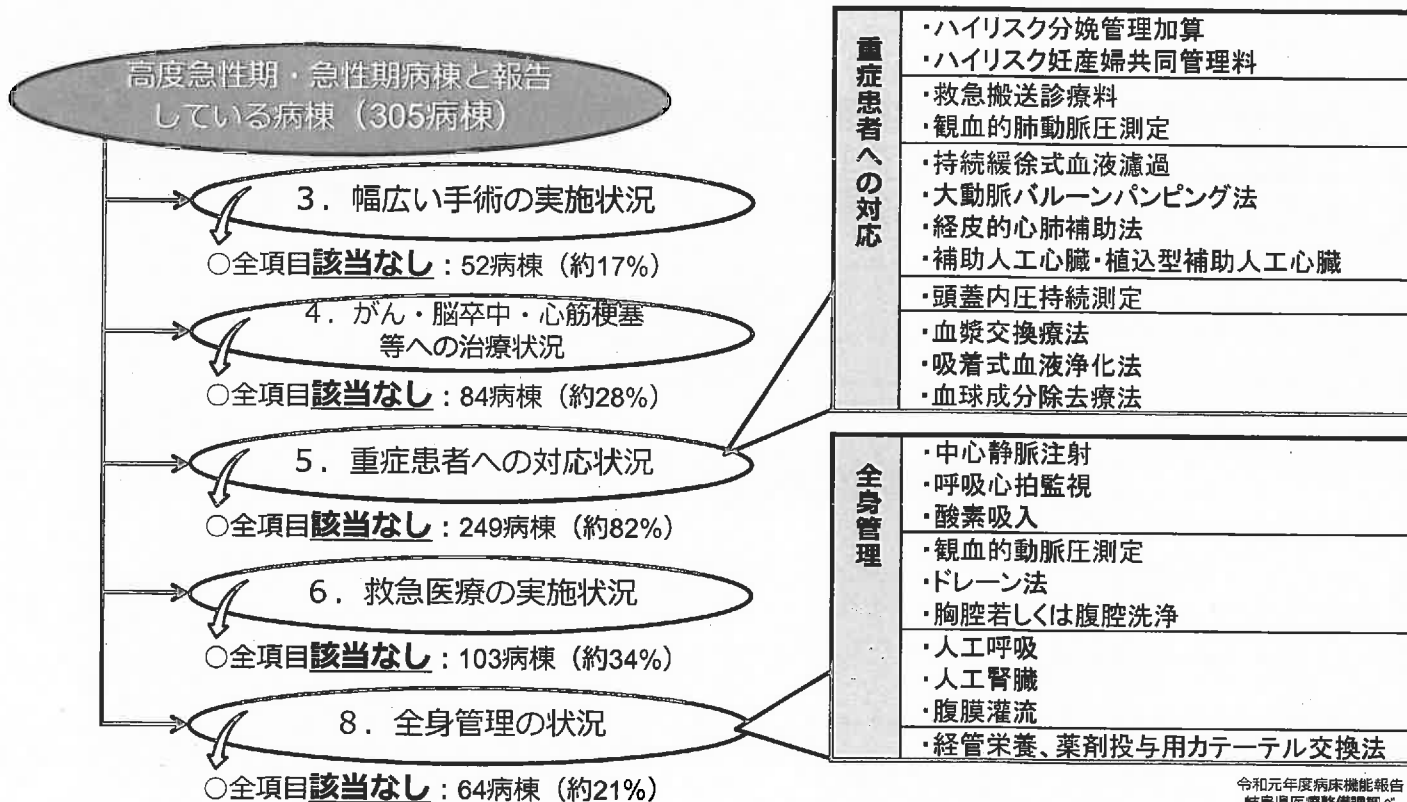 高度急性期・急性期病棟と報告
している病棟（305病棟）
3．幅広い手術の実施状況
○全項目該当なし：52病棟（約17%）
4．がん・脳卒中・心筋梗塞
等への治療状況
○全項目該当なし：84病棟（約28%）
5．重症患者への対応状況
○全項目該当なし：249病棟（約82%）
6．救急医療の実施状況
○全項目該当なし：103病棟（約34%）
8．全身管理の状況
○全項目該当なし：64病棟（約21%）
重症患者への対応
・ハイリスク分娩管理加算
・ハイリスク妊産婦共同管理料
・救急搬送診療料
・観血的肺動脈圧測定
・持続緩徐式血液濾過
・大動脈バルーンパンピング法
・経皮的心肺補助法
・補助人工心臓・植込型補助人工心臓
・頭蓋内圧持続測定
・血漿交換療法
・吸着式血液浄化法
・血球成分除去療法
全身管理
・中心静脈注射
・呼吸心拍監視
・酸素吸入
・観血的動脈圧測定
・ドレーン法
・胸腔若しくは腹腔洗浄
・人工呼吸
・人工腎臓
・腹膜灌流
・経管栄養、薬剤投与用カテーテル交換法
令和元年度病床機能報告